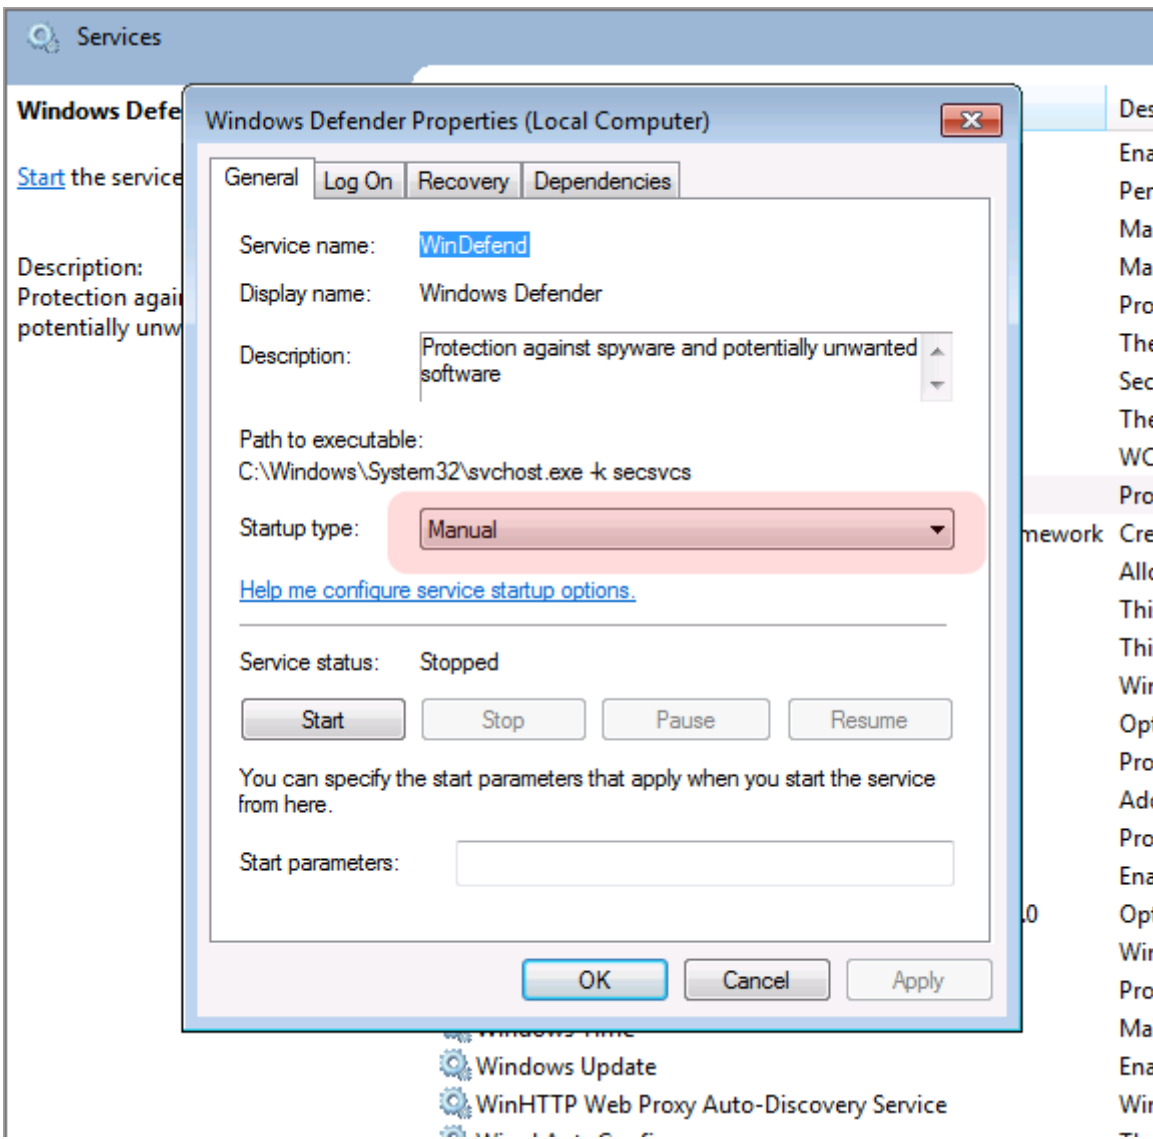 Services
Windows Defe
Start the service
Description:
Protection agai
potentially unw
Windows Defender Properties (Local Computer)
General
Log On
Recovery
Dependencies
Service name:
WinDefend
Display name:
Windows Defender
Description:
Protection against spyware and potentially unwanted
software
Path to executable:
C:\Windows\System32\svchost.exe -k secsvcs
Startup type:
Manual
Help me configure service startup options.
Service status:
Stopped
Start
Stop
Pause
Resume
You can specify the start parameters that apply when you start the service
from here.
Start parameters:
OK
Cancel
Apply
Des
Ena
Per
Ma
Ma
Pro
The
Sec
The
WC
Pro
mework Cre
Allo
Thi
Thi
Wir
Opt
Pro
Add
Pro
Ena
.0 Opt
Wir
Pro
Windows Time Ma
Windows Update Ena
WinHTTP Web Proxy Auto-Discovery Service Wir